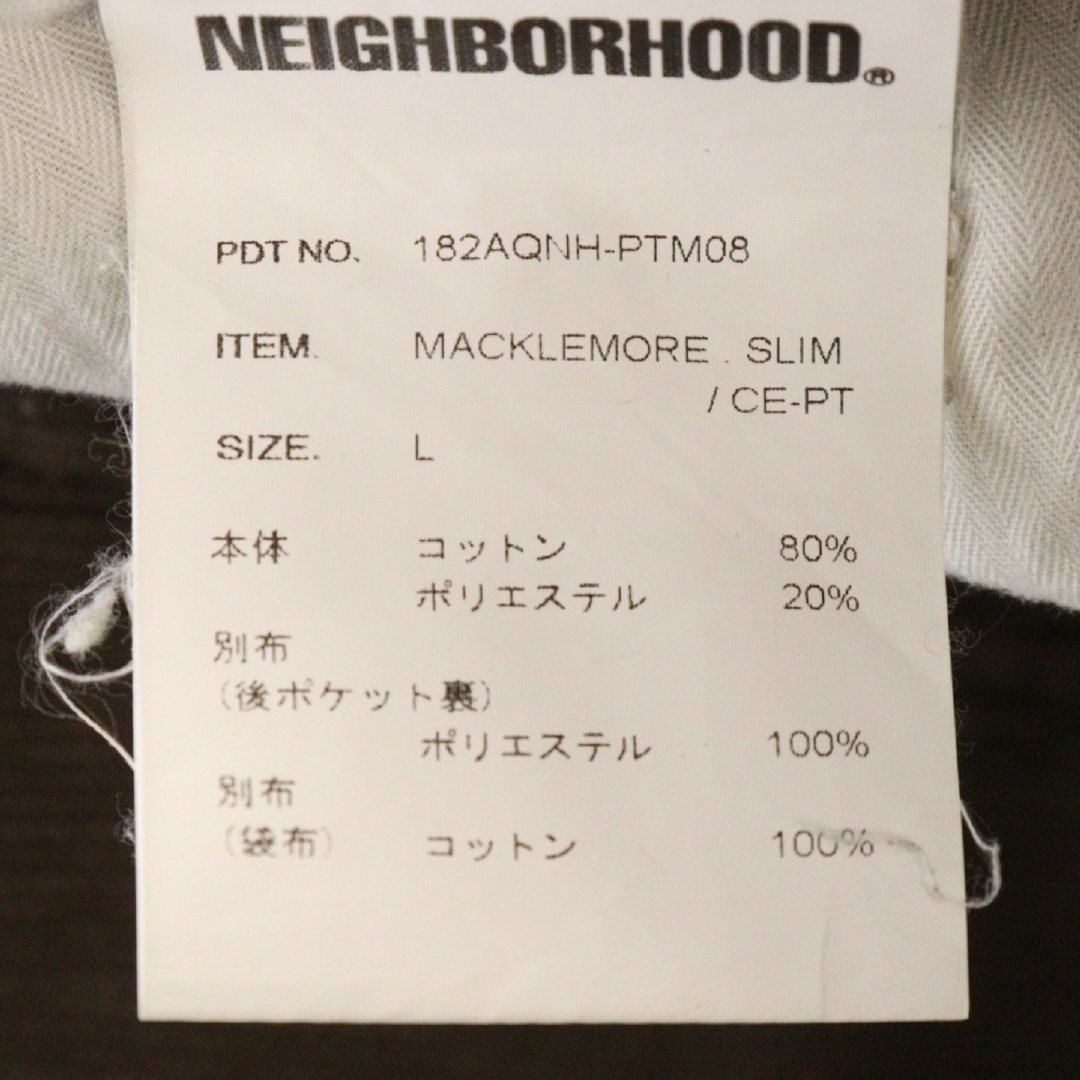 NEIGHBORHOOD®
PDT NO. 182AQNH-PTM08
ITEM. MACKLEMORE . SLIM
/ CE-PT
SIZE. L
本体 コットン 80%
ポリエステル 20%
別布
(後ポケット裏)
ポリエステル 100%
別布
(袋布) コットン 100%